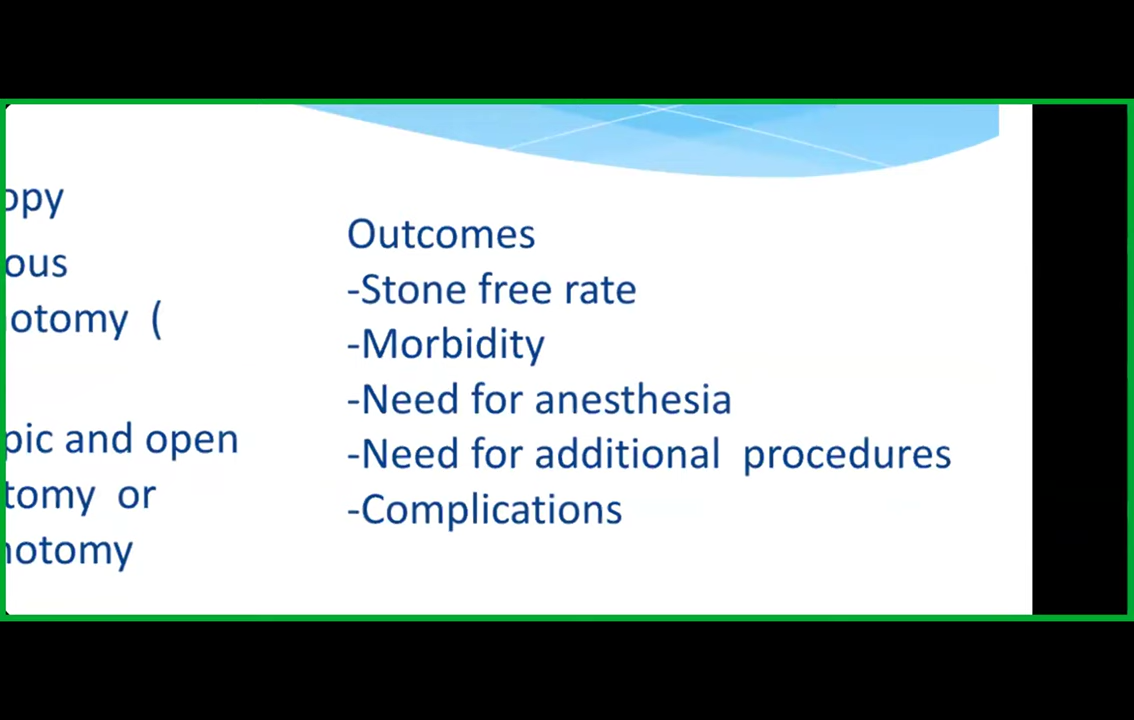 opy
ous
otomy (
pic and open
tomy or
notomy
Outcomes
-Stone free rate
-Morbidity
-Need for anesthesia
-Need for additional procedures
-Complications